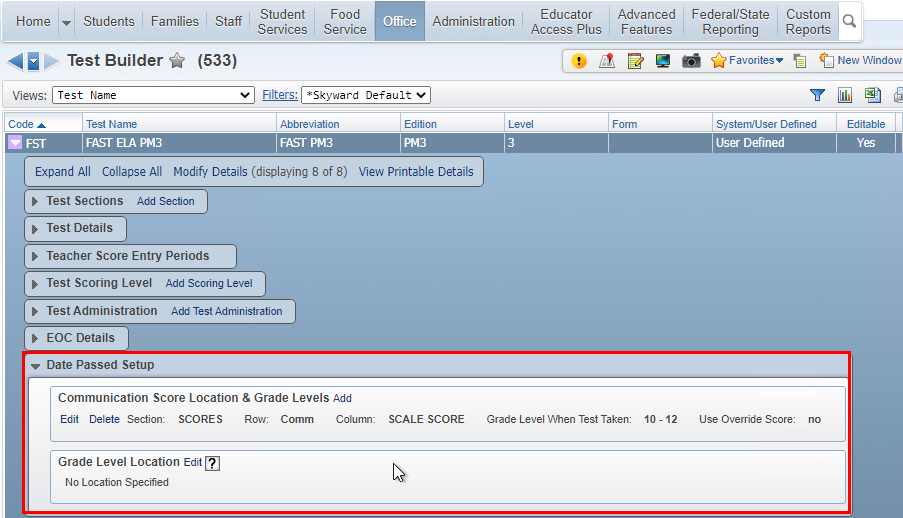 Home Students Families Staff Student Services Food Service Office Administration Educator Access Plus Advanced Features Federal/State Reporting Custom Reports
Test Builder (533) Favorites New Window
Views: Test Name Filters: *Skyward Default
Code Test Name Abbreviation Edition Level Form System/User Defined Editable
FST FAST ELA PM3 FAST PM3 PM3 3 User Defined Yes
Expand All Collapse All Modify Details (displaying 8 of 8) View Printable Details
Test Sections Add Section
Test Details
Teacher Score Entry Periods
Test Scoring Level Add Scoring Level
Test Administration Add Test Administration
EOC Details
Date Passed Setup
Communication Score Location & Grade Levels Add
Edit Delete Section: SCORES Row: Comm Column: SCALE SCORE Grade Level When Test Taken: 10 - 12 Use Override Score: no
Grade Level Location Edit ?
No Location Specified